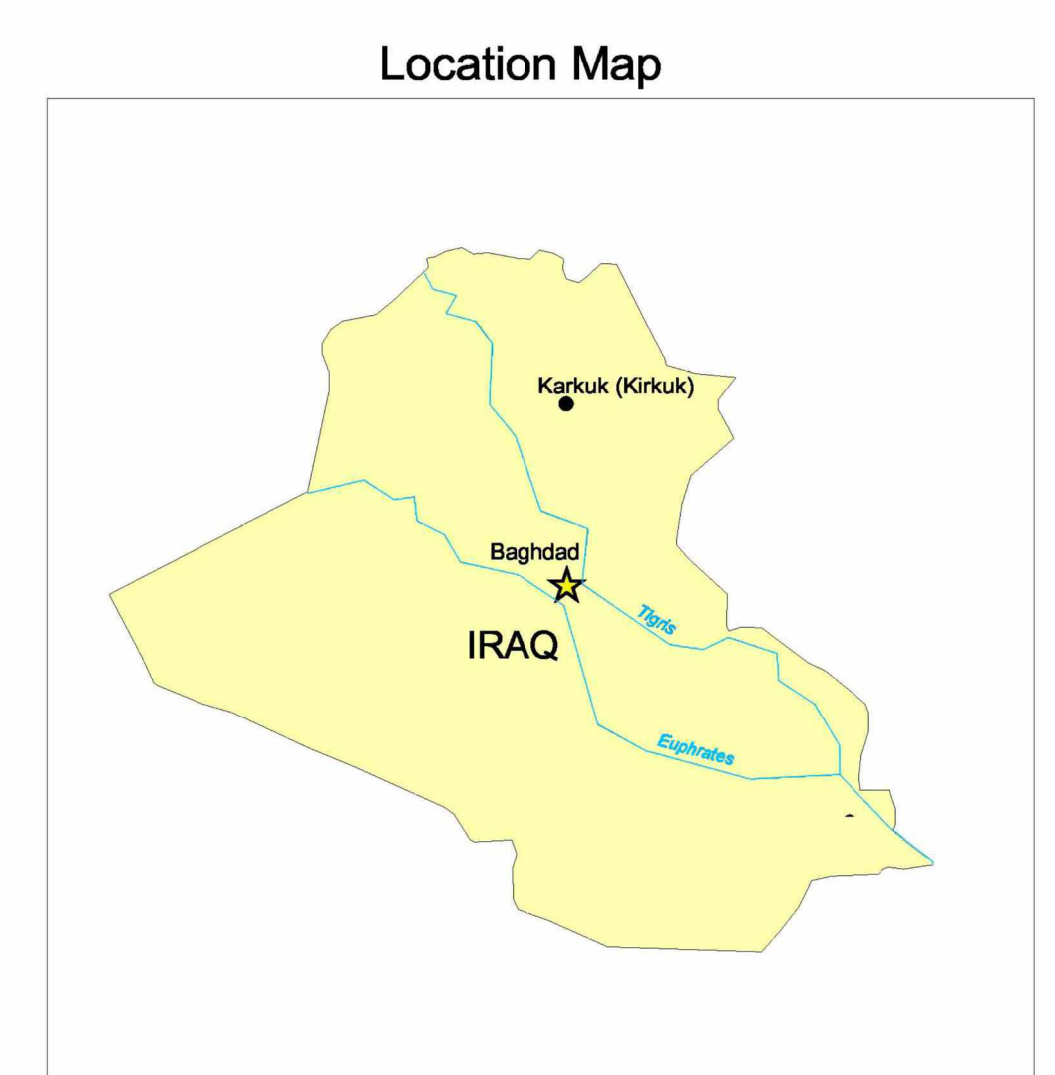 Location Map
Karkuk (Kirkuk)
Baghdad
Tigris
IRAQ
Euphrates